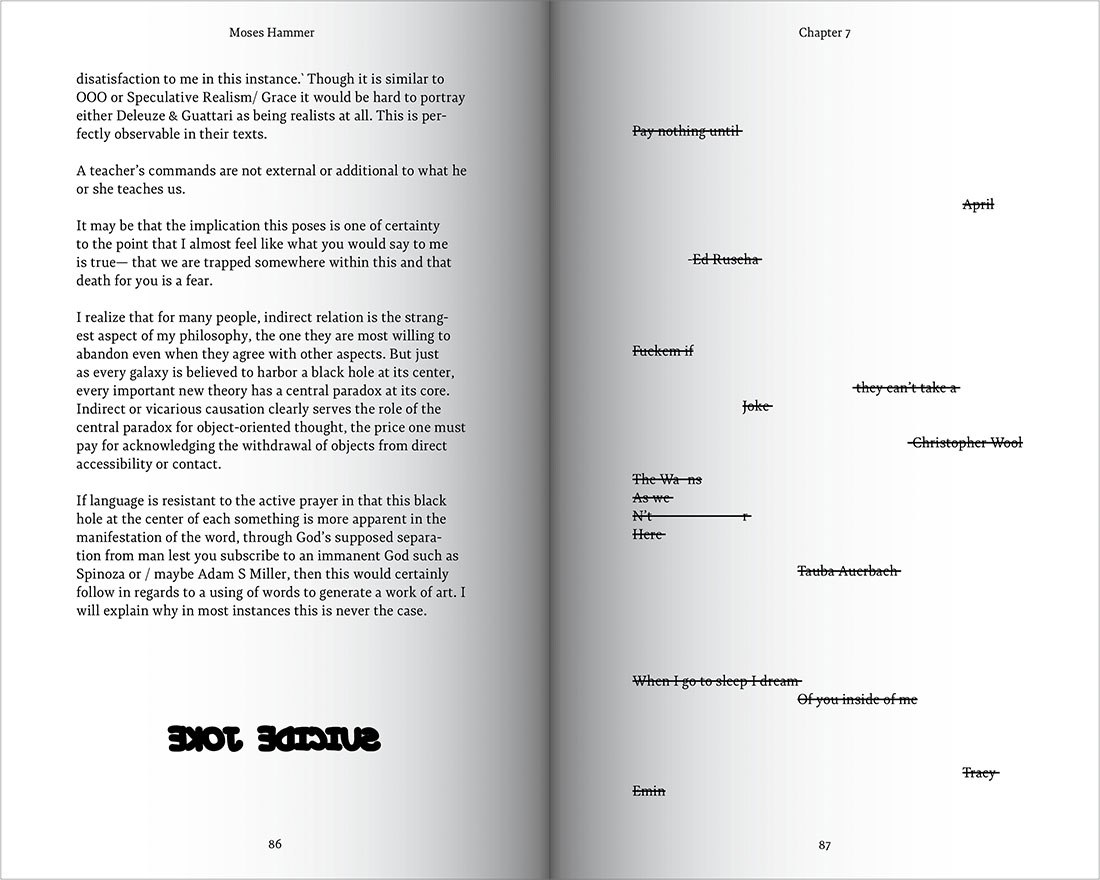 Moses Hammer
disatisfaction to me in this instance.` Though it is similar to
OOO or Speculative Realism/ Grace it would be hard to portray
either Deleuze & Guattari as being realists at all. This is per-
fectly observable in their texts.
A teacher's commands are not external or additional to what he
or she teaches us.
It may be that the implication this poses is one of certainty
to the point that I almost feel like what you would say to me
is true— that we are trapped somewhere within this and that
death for you is a fear.
I realize that for many people, indirect relation is the strang-
est aspect of my philosophy, the one they are most willing to
abandon even when they agree with other aspects. But just
as every galaxy is believed to harbor a black hole at its center,
every important new theory has a central paradox at its core.
Indirect or vicarious causation clearly serves the role of the
central paradox for object-oriented thought, the price one must
pay for acknowledging the withdrawal of objects from direct
accessibility or contact.
If language is resistant to the active prayer in that this black
hole at the center of each something is more apparent in the
manifestation of the word, through God's supposed separa-
tion from man lest you subscribe to an immanent God such as
Spinoza or / maybe Adam S Miller, then this would certainly
follow in regards to a using of words to generate a work of art. I
will explain why in most instances this is never the case.
SUICIDE JOKE
86
Chapter 7
Pay nothing until
April
Ed Ruscha
Fuckem if
they can't take a
Joke
Christopher Wool
The Wa ns
As we
N't r
Here
Tauba Auerbach
When I go to sleep I dream
Of you inside of me
Tracy
Emin
87